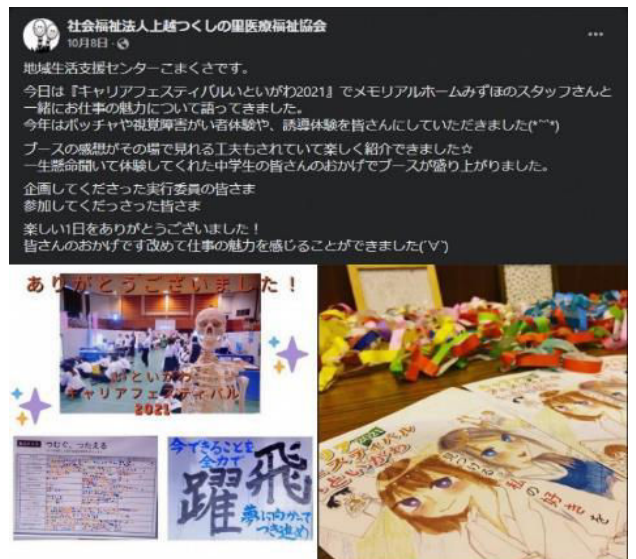 社会福祉法人上越つくしの里医療福祉協会
10月8日
地域生活支援センターこまくさです。
今日は『キャリアフェスティバルいといがわ2021』でメモリアルホームみずほのスタッフさんと
一緒にお仕事の魅力について語ってきました。
今年はボッチャや視覚障害がい者体験や、誘導体験を皆さんにしていただきました(*^^*)
ブースの感想がその場で見れる工夫もされていて楽しく紹介できました☆
一生懸命聞いて体験してくれた中学生の皆さんのおかげでブースが盛り上がりました。
企画してくださった実行委員の皆さま
参加してくだっさった皆さま
楽しい1日をありがとうございました！
皆さんのおかげです改めて仕事の魅力を感じることができました(´∀`)
ありがとうございました！
いといがわ
キャリアフェスティバル
2021
つむぐ、つたえる
今できることを
全力で
飛躍
夢に向かって
つき進め
私の好きを